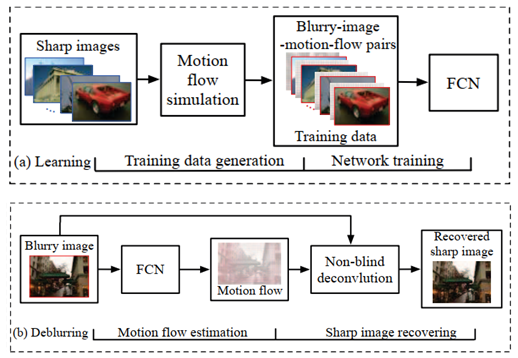 Sharp images
...
Motion
flow
simulation
Blurry-image
-motion-flow pairs
...
Training data
FCN
(a) Learning
Training data generation
Network training
Blurry image
FCN
Motion flow
Non-blind
deconvlution
Recovered
sharp image
(b) Deblurring
Motion flow estimation
Sharp image recovering